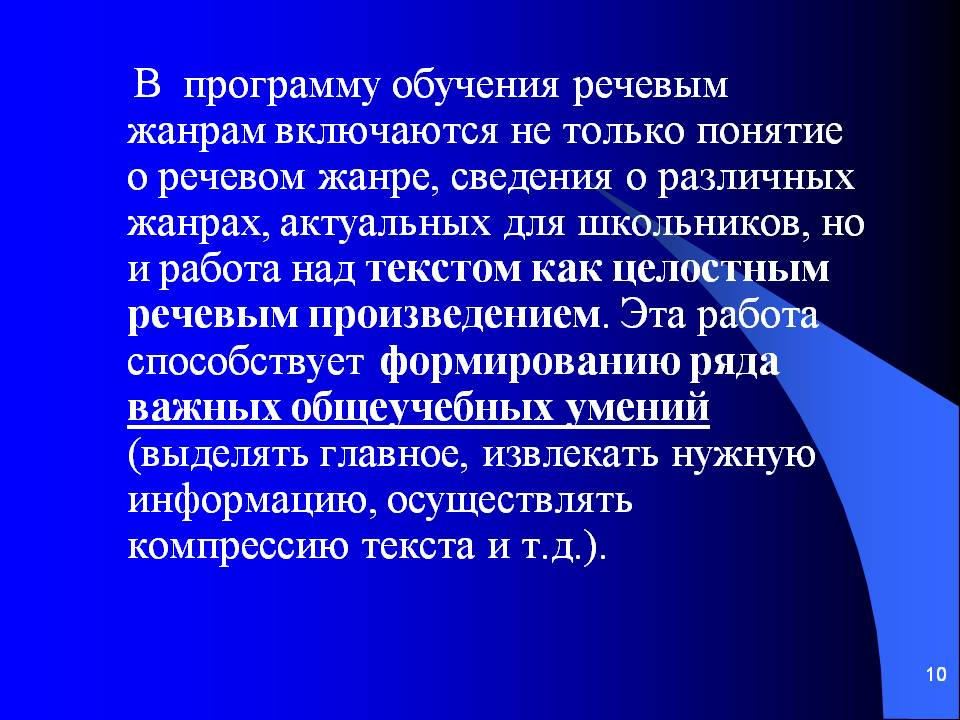 В программу обучения речевым
жанрам включаются не только понятие
о речевом жанре, сведения о различных
жанрах, актуальных для школьников, но
и работа над текстом как целостным
речевым произведением. Эта работа
способствует формированию ряда
важных общеучебных умений
(выделять главное, извлекать нужную
информацию, осуществлять
компрессию текста и т.д.).
10